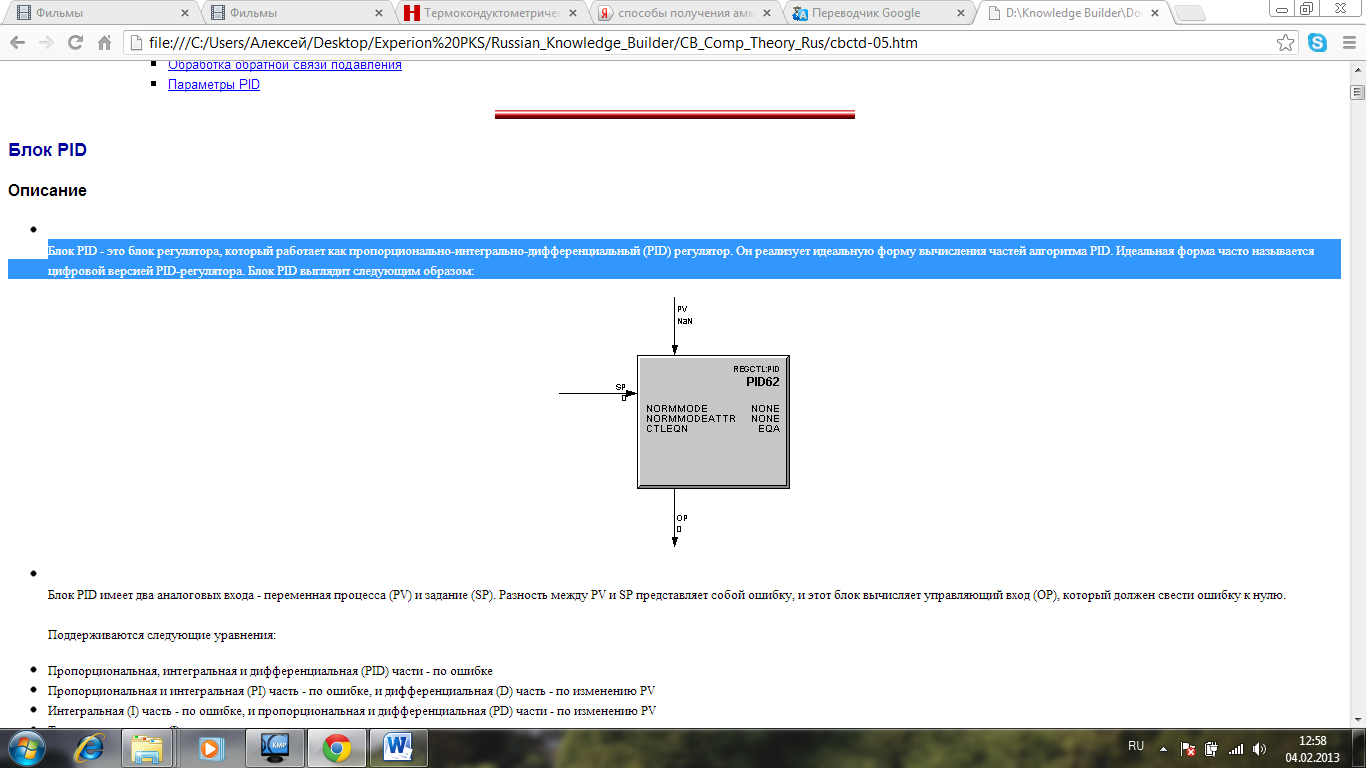 Фильмы
Фильмы
Термокондуктометриче
способы получения амм
Переводчик Google
D:\Knowledge Builder\Do
file:///C:/Users/Алексей/Desktop/Experion%20PKS/Russian_Knowledge_Builder/CB_Comp_Theory_Rus/cbctd-05.htm
Обработка обратной связи подавления
Параметры PID
Блок PID
Описание
Блок PID - это блок регулятора, который работает как пропорционально-интегрально-дифференциальный (PID) регулятор. Он реализует идеальную форму вычисления частей алгоритма PID. Идеальная форма часто называется
цифровой версией PID-регулятора. Блок PID выглядит следующим образом:
PV
NaN
REGCTL:PID
PID62
SP
0
NORMMODE NONE
NORMMODEATTR NONE
CTLEQN EQA
OP
0
Блок PID имеет два аналоговых входа - переменная процесса (PV) и задание (SP). Разность между PV и SP представляет собой ошибку, и этот блок вычисляет управляющий вход (OP), который должен свести ошибку к нулю.
Поддерживаются следующие уравнения:
Пропорциональная, интегральная и дифференциальная (PID) части - по ошибке
Пропорциональная и интегральная (PI) часть - по ошибке, и дифференциальная (D) часть - по изменению PV
Интегральная (I) часть - по ошибке, и пропорциональная и дифференциальная (PD) части - по изменению PV
RU
12:58
04.02.2013